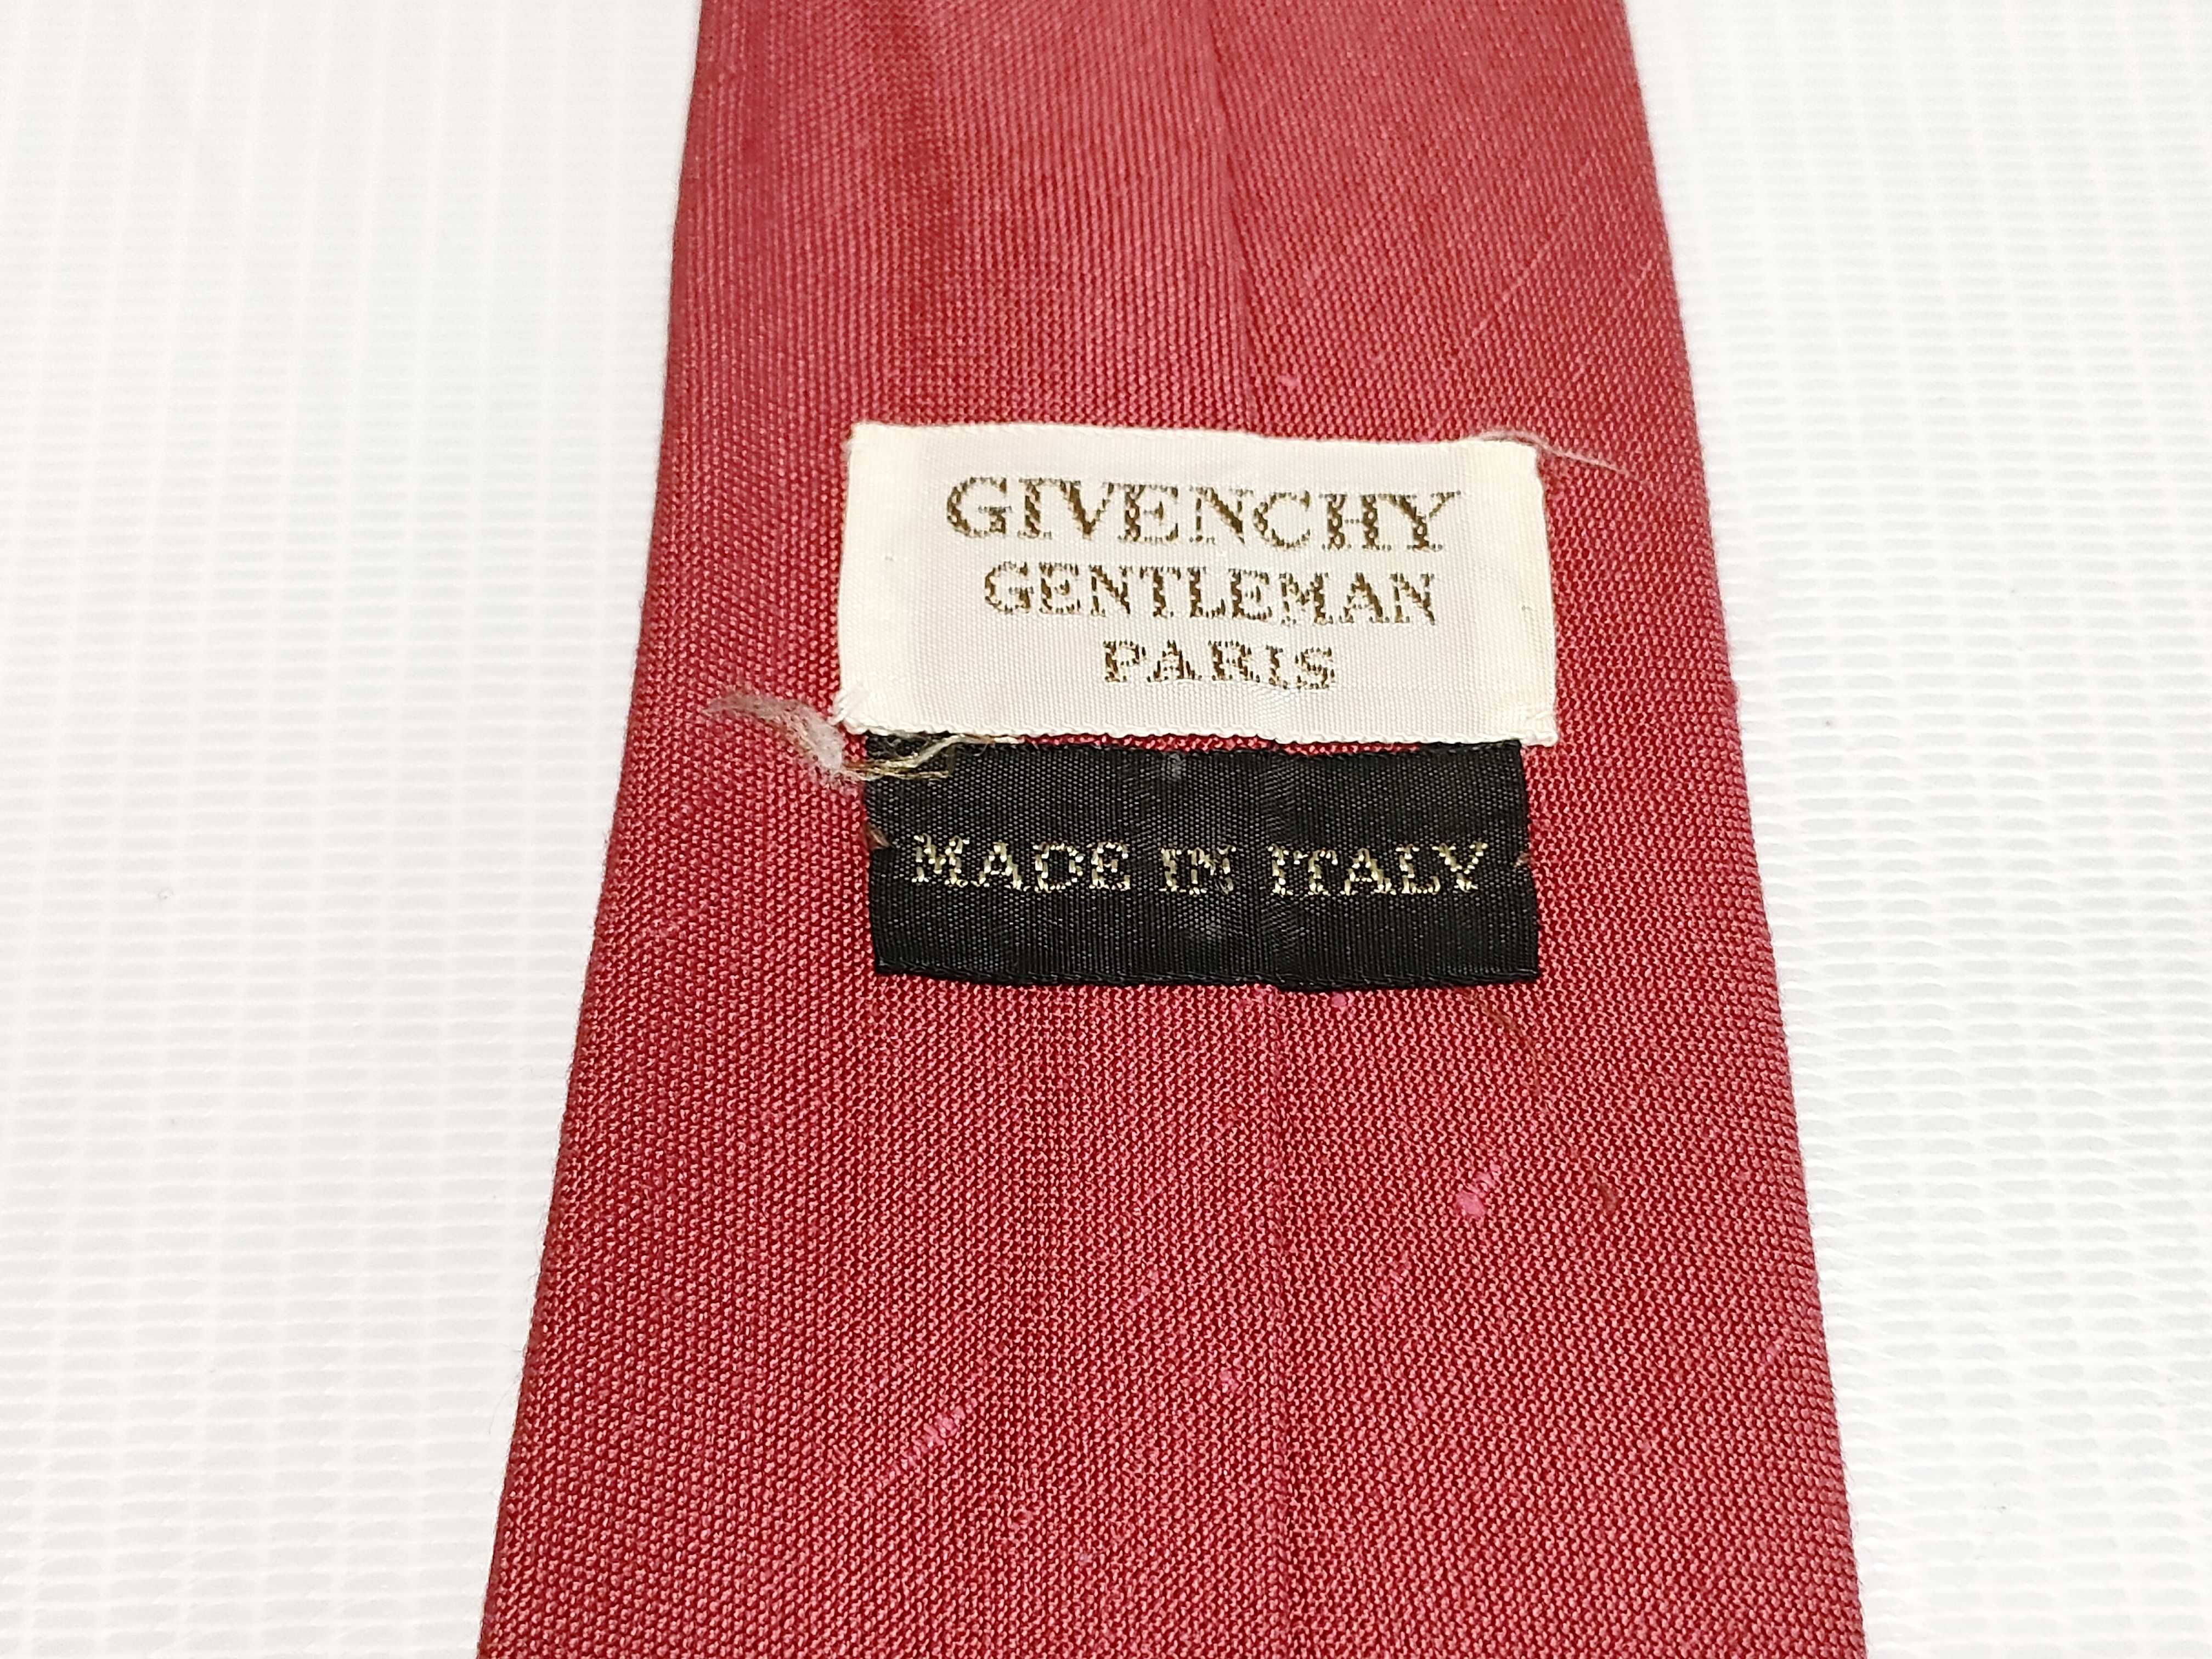 GIVENCHY
GENTLEMAN
PARIS
MADE IN ITALY